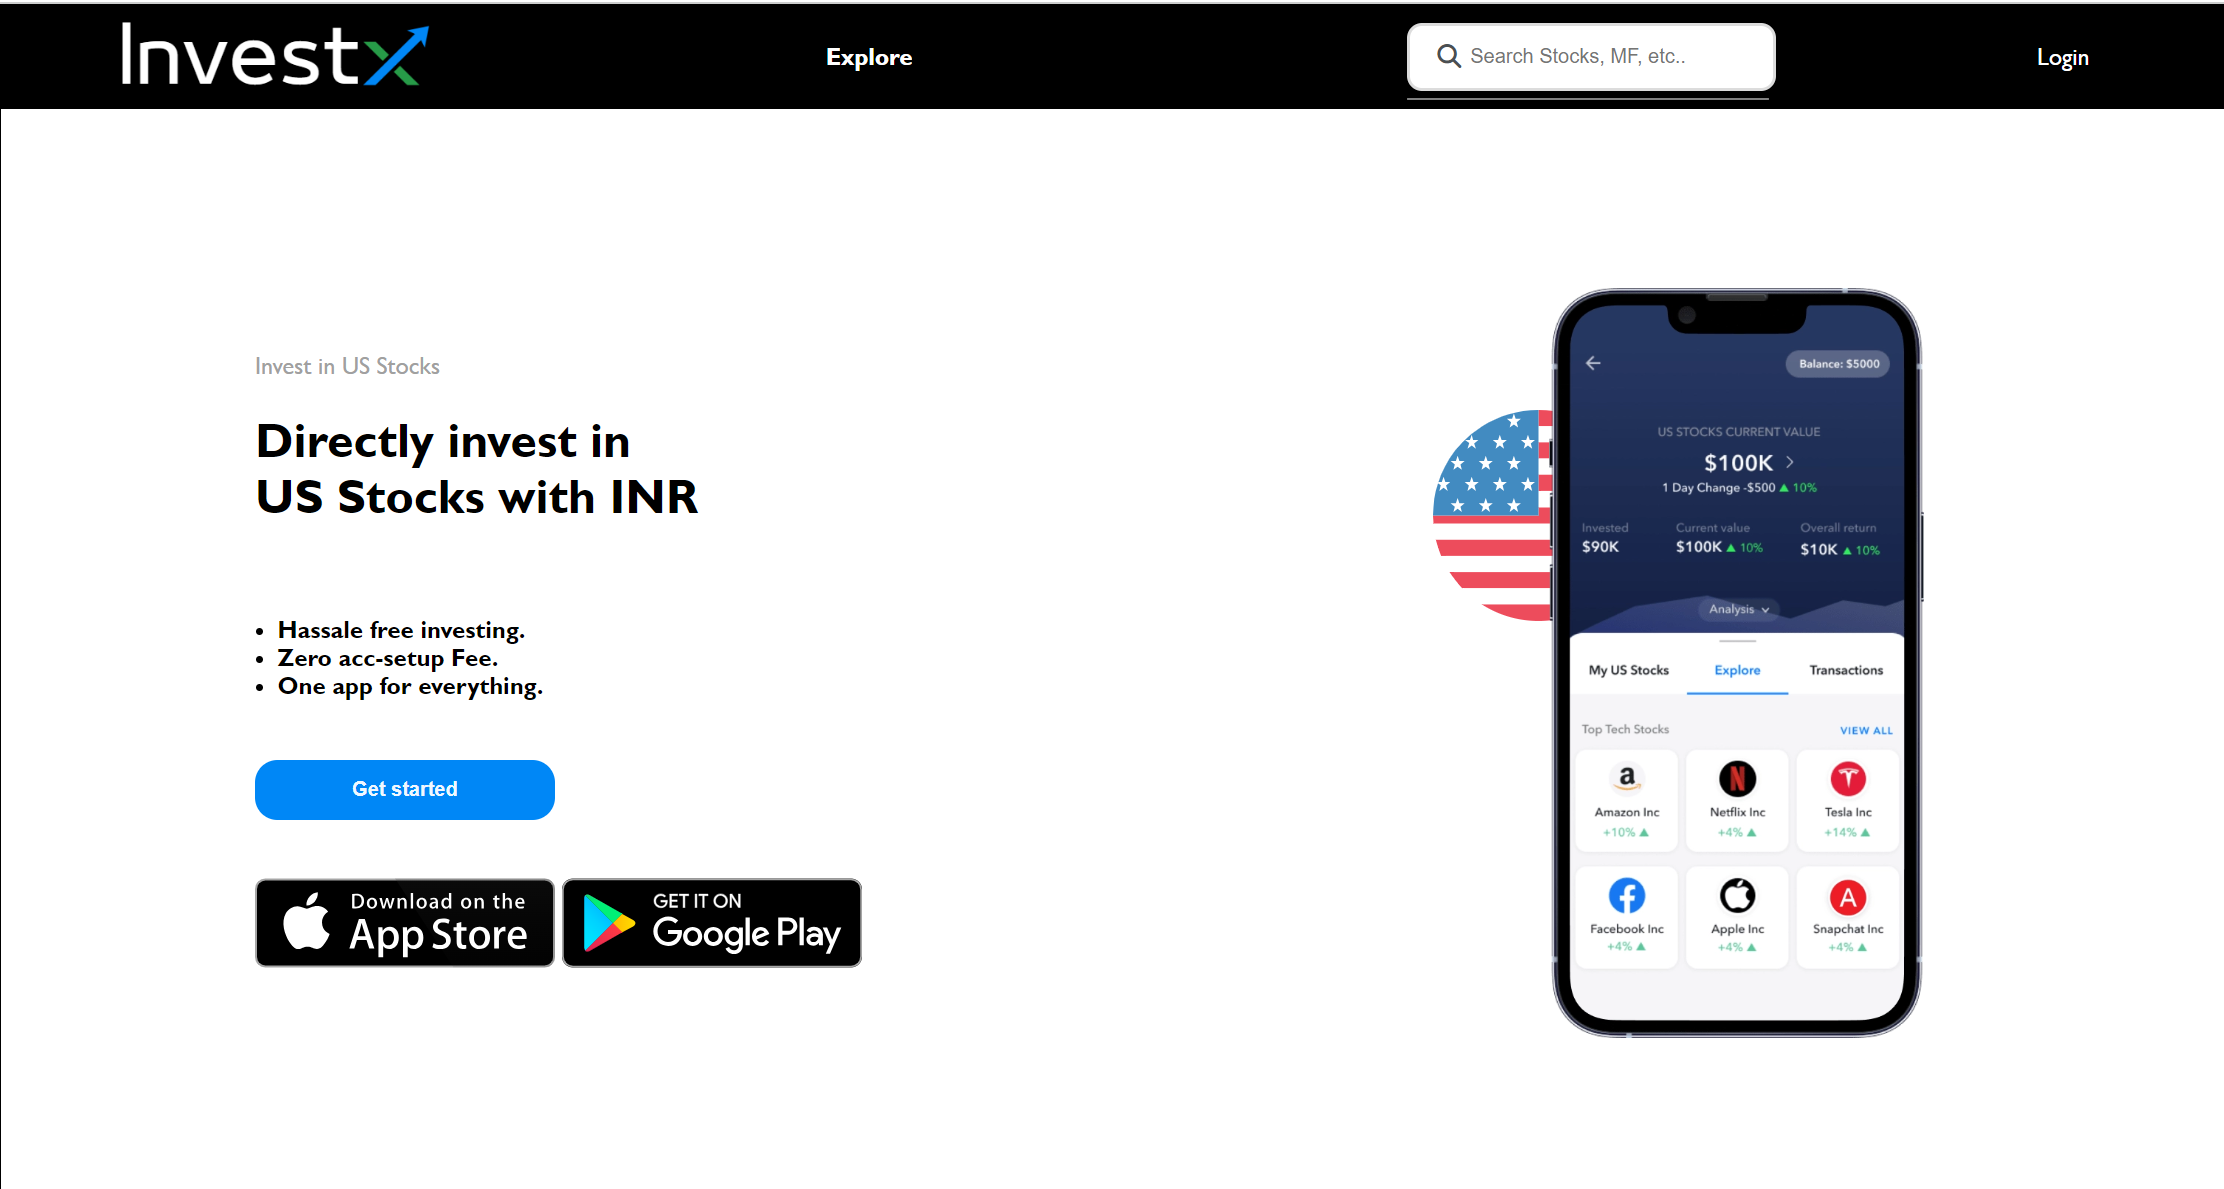 Investx
Explore
Search Stocks, MF, etc..
Login
Invest in US Stocks
Directly invest in
US Stocks with INR
• Hassale free investing.
• Zero acc-setup Fee.
• One app for everything.
Get started
Download on the
App Store
GET IT ON
Google Play
Balance: $5000
US STOCKS CURRENT VALUE
$100K >
1 Day Change -$500 ▲ 10%
Invested Current value Overall return
$90K $100K ▲ 10% $10K ▲ 10%
Analysis
My US Stocks Explore Transactions
Top Tech Stocks VIEW ALL
a N T
Amazon Inc Netflix Inc Tesla Inc
+10% ▲ +4% ▲ +14% ▲
f A
Facebook Inc Apple Inc Snapchat Inc
+4% ▲ +4% ▲ +4% ▲